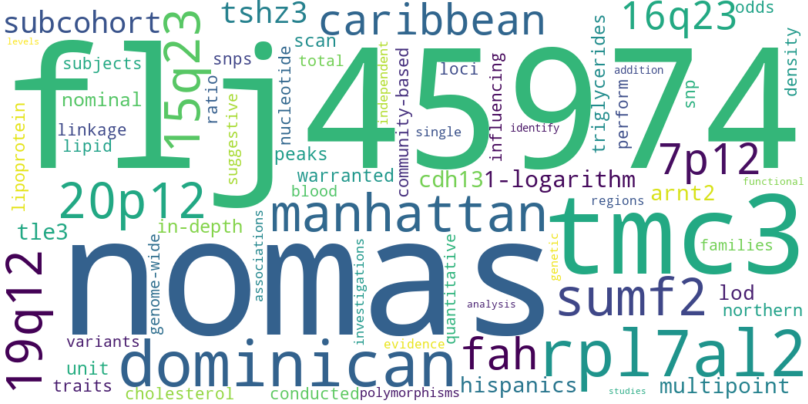 levels
subcohort
tshz3
caribbean
16q23
odds
flj45974
15q23
subjects
nominal
linkage
lipid
lipoprotein
snps
ratio
suggestive
scan
total
nucleotide
peaks
independent
community-based
loci
single
influencing
identify
triglycerides
perform
addition
snp
density
7p12
warranted
blood
cdh13
1-logarithm
arnt2
functional
regions
20p12
in-depth
tle3
manhattan
tmc3
families
genetic
nomas
genome-wide
associations
investigations
quantitative
analysis
19q12
sumf2
lod
northern
variants
unit
traits
dominican
evidence
fah
rpl7al2
cholesterol
conducted
polymorphisms
hispanics
studies
multipoint